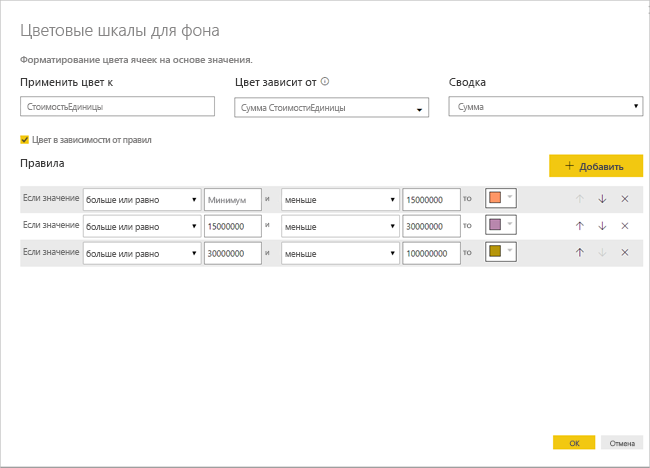 Цветовые шкалы для фона
Форматирование цвета ячеек на основе значения.
Применить цвет к Цвет зависит от Сводка
СтоимостьЕдиницы Сумма СтоимостиЕдиницы Сумма
Цвет в зависимости от правил
Правила + Добавить
Если значение больше или равно Минимум и меньше 15000000 то
Если значение больше или равно 15000000 и меньше 30000000 то
Если значение больше или равно 30000000 и меньше 100000000 то
ОК Отмена